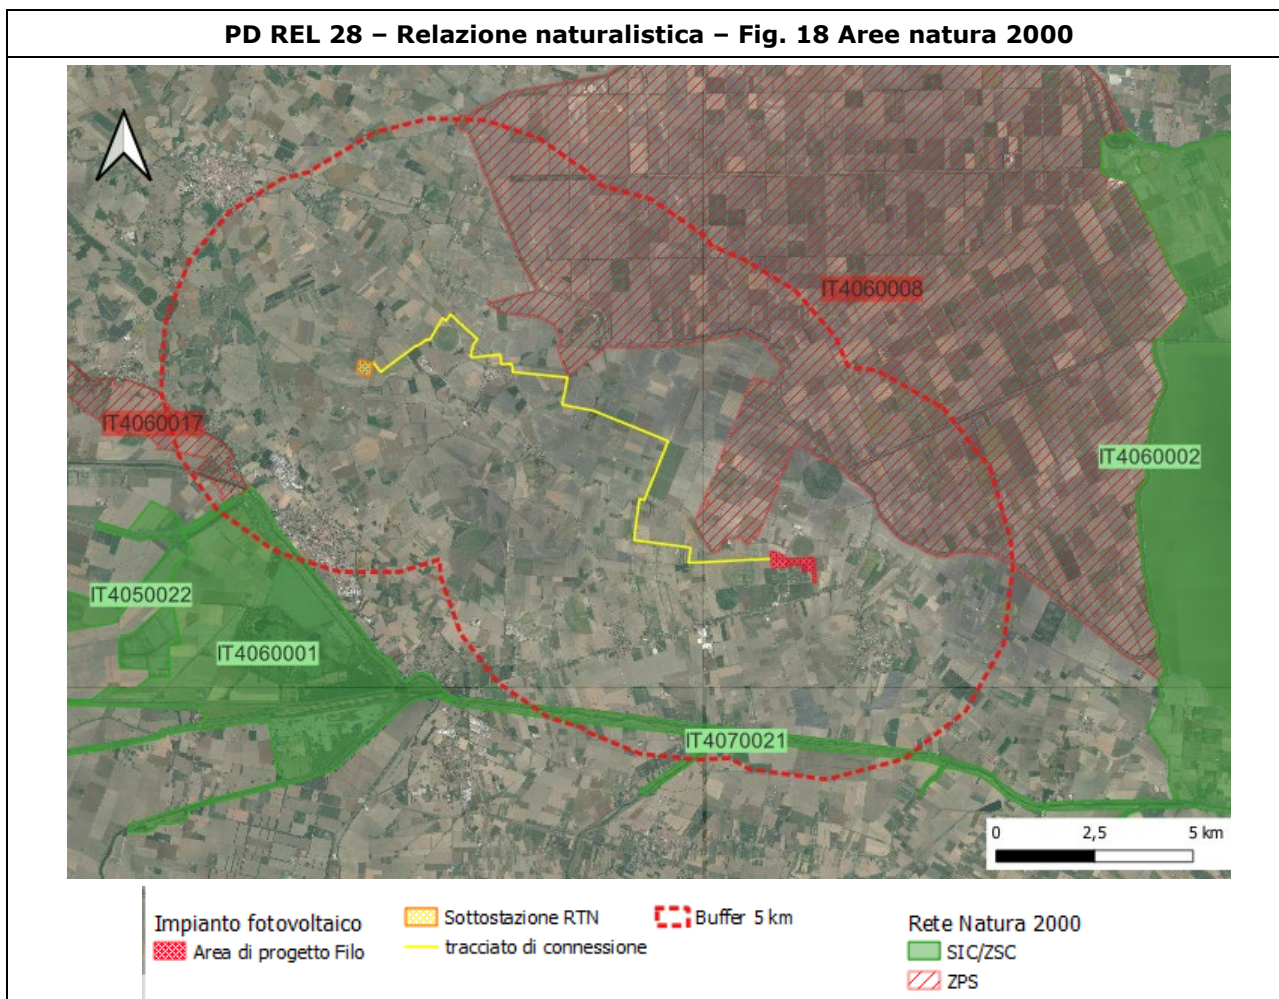 PD REL 28 – Relazione naturalistica – Fig. 18 Aree natura 2000
IT4060008
IT4060017
IT4060002
IT4050022
IT4060001
IT4070021
0 2,5 5 km
Impianto fotovoltaico
Area di progetto Filo
Sottostazione RTN
tracciato di connessione
Buffer 5 km
Rete Natura 2000
SIC/ZSC
ZPS